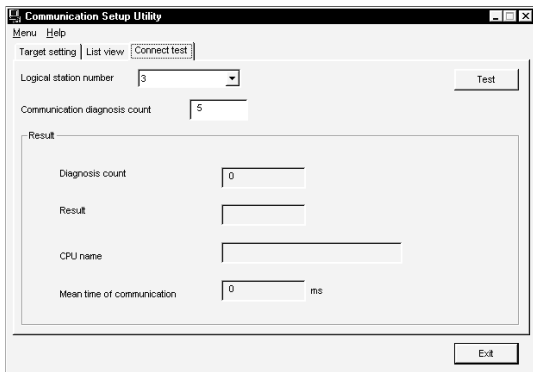 Communication Setup Utility
Menu Help
Target setting List view Connect test
Logical station number 3 Test
Communication diagnosis count 5
Result
Diagnosis count 0
Result
CPU name
Mean time of communication 0 ms
Exit